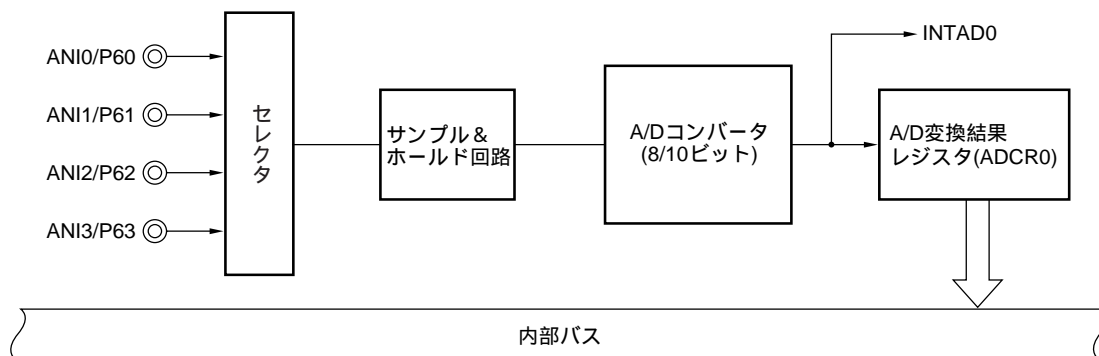 ANI0/P60
ANI1/P61
ANI2/P62
ANI3/P63
セレクタ
サンプル&
ホールド回路
A/Dコンバータ
(8/10ビット)
INTAD0
A/D変換結果
レジスタ(ADCR0)
内部バス